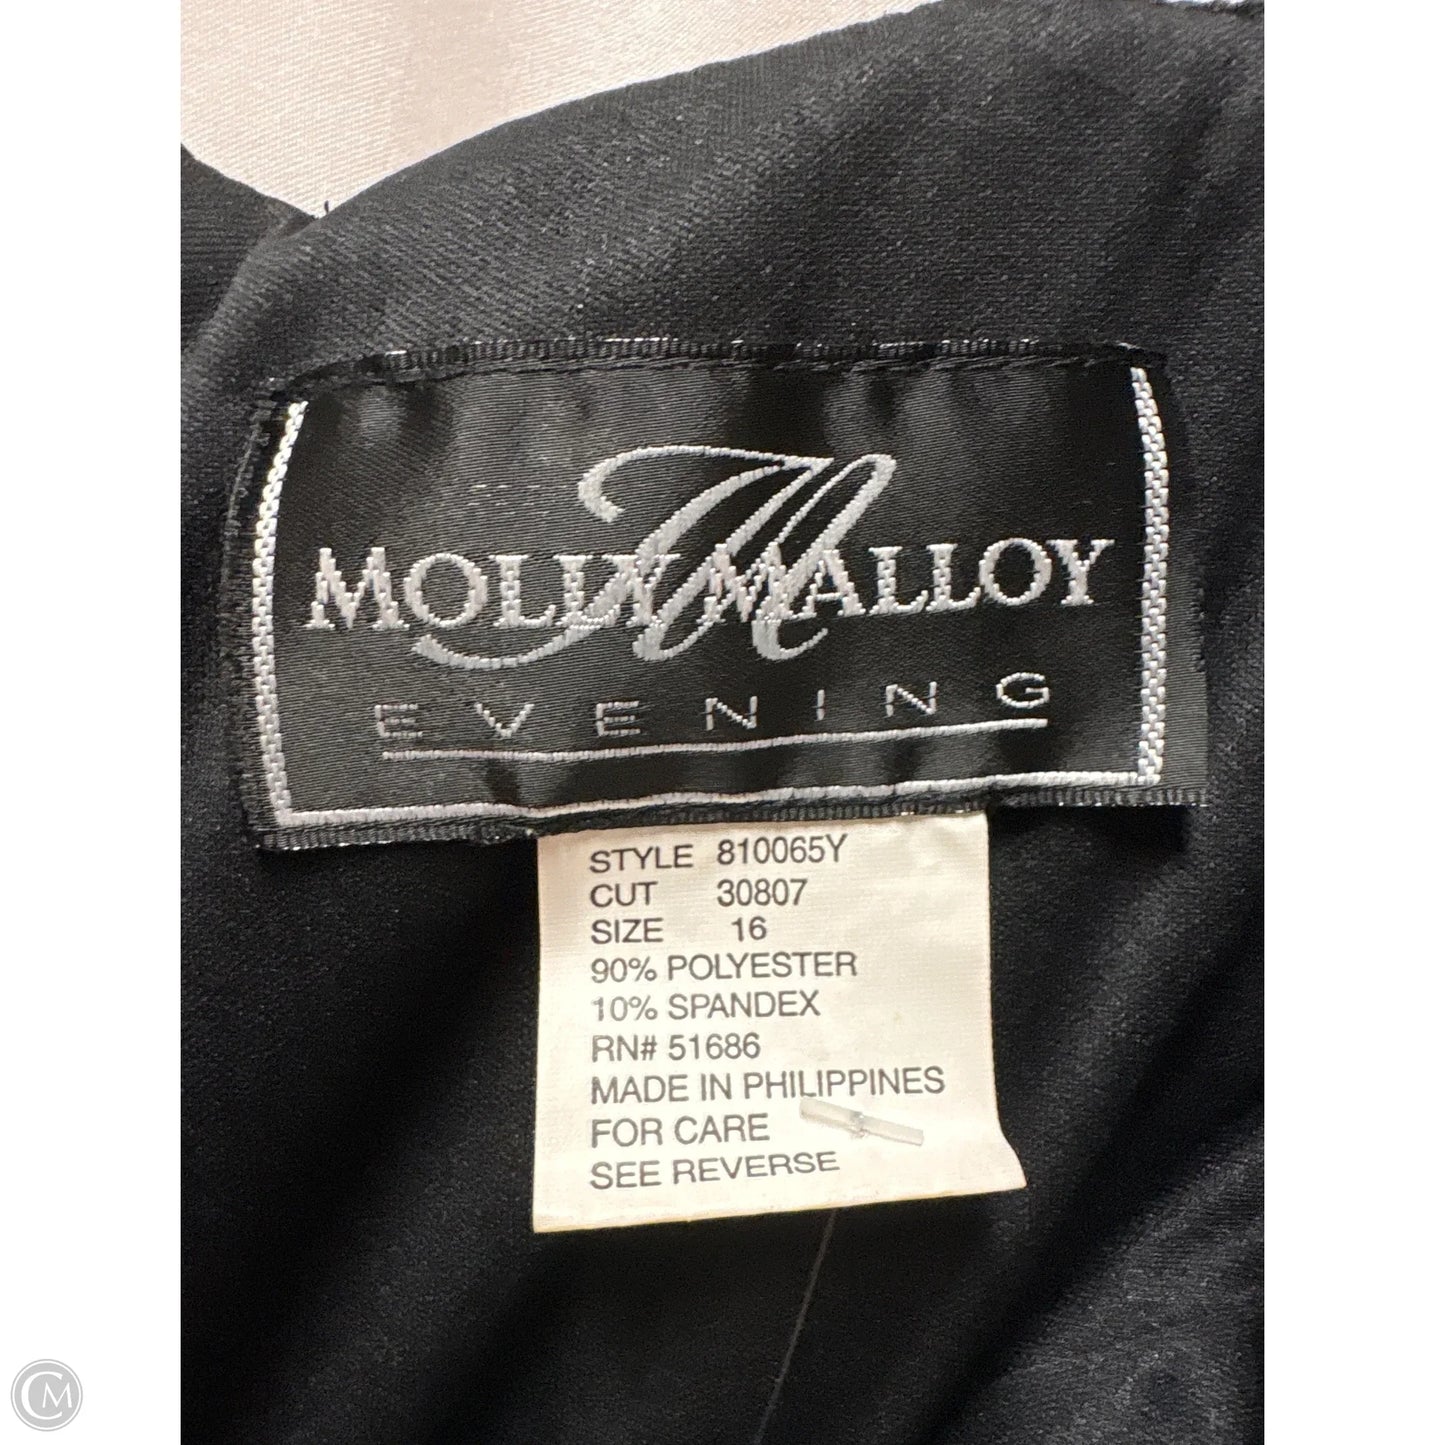 MOLLY MALLOY
EVENING
STYLE 810065Y
CUT 30807
SIZE 16
90% POLYESTER
10% SPANDEX
RN# 51686
MADE IN PHILIPPINES
FOR CARE
SEE REVERSE
CM